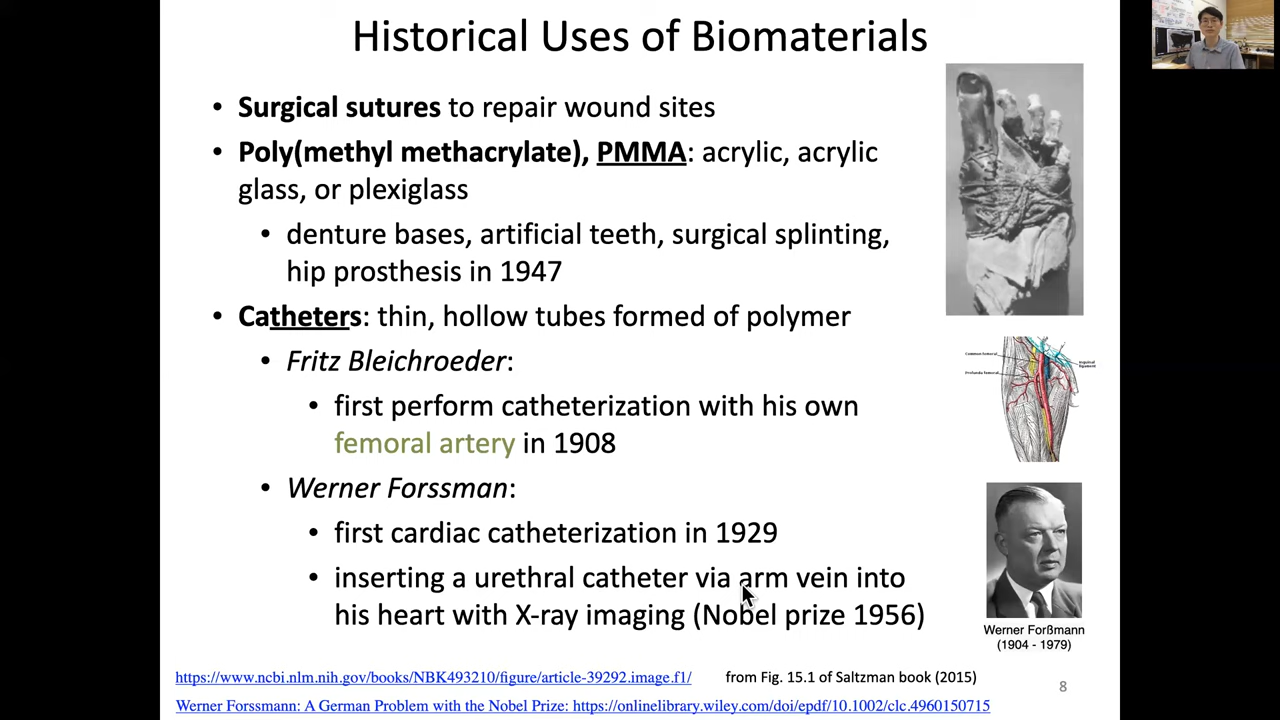 Historical Uses of Biomaterials
• Surgical sutures to repair wound sites
• Poly(methyl methacrylate), PMMA: acrylic, acrylic
glass, or plexiglass
• denture bases, artificial teeth, surgical splinting,
hip prosthesis in 1947
• Catheters: thin, hollow tubes formed of polymer
• Fritz Bleichroeder:
• first perform catheterization with his own
femoral artery in 1908
• Werner Forssman:
• first cardiac catheterization in 1929
• inserting a urethral catheter via arm vein into
his heart with X-ray imaging (Nobel prize 1956)
Common femoral
Profunda femoral
Inguinal
ligament
Werner Forßmann
(1904 - 1979)
https://www.ncbi.nlm.nih.gov/books/NBK493210/figure/article-39292.image.f1/
from Fig. 15.1 of Saltzman book (2015)
8
Werner Forssmann: A German Problem with the Nobel Prize: https://onlinelibrary.wiley.com/doi/epdf/10.1002/clc.4960150715